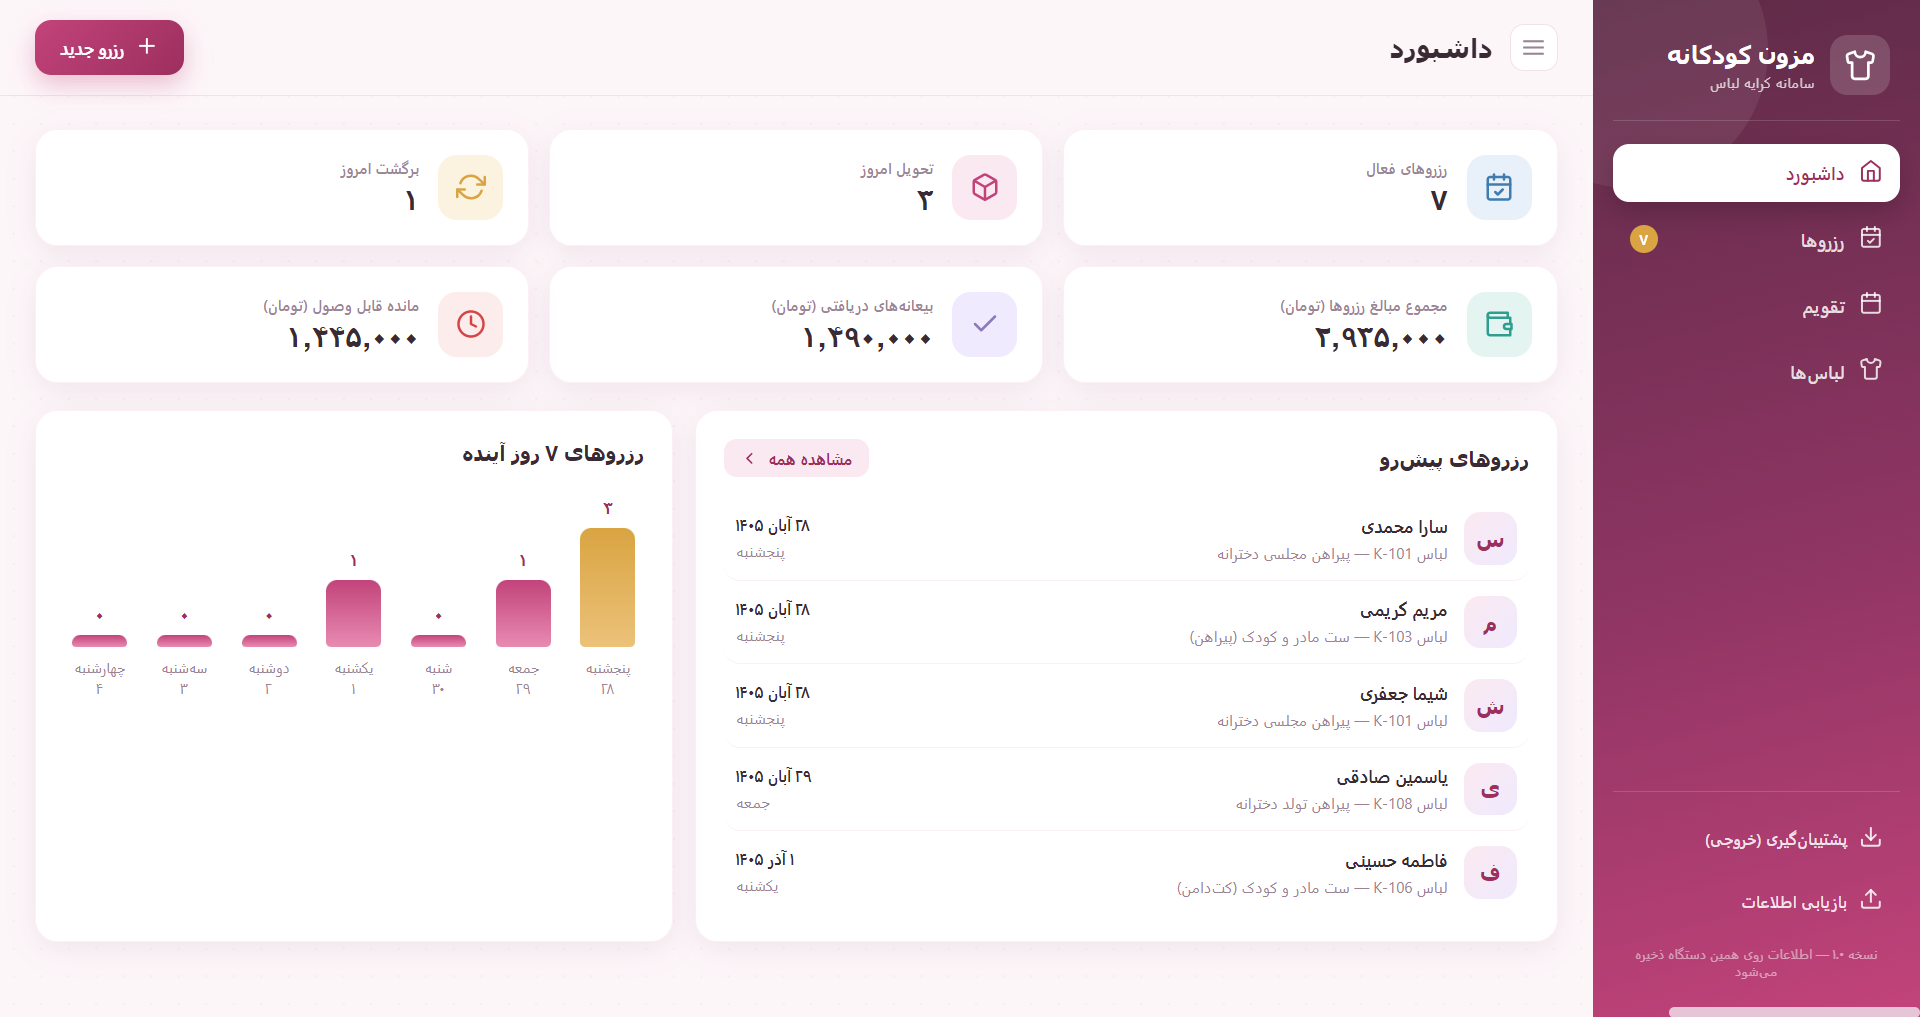 مزون کودکانه
سامانه کرایه لباس
داشبورد
رزروها
۷
تقویم
لباس‌ها
پشتیبان‌گیری (خروجی)
بازیابی اطلاعات
نسخه ۱.۰ — اطلاعات روی همین دستگاه ذخیره
می‌شود
داشبورد
رزرو جدید
رزروهای فعال
۷
تحویل امروز
۳
برگشت امروز
۱
مجموع مبالغ رزروها (تومان)
۲,۹۳۵,۰۰۰
بیعانه‌های دریافتی (تومان)
۱,۴۹۰,۰۰۰
مانده قابل وصول (تومان)
۱,۴۴۵,۰۰۰
رزروهای پیش‌رو
مشاهده همه
س
سارا محمدی
لباس K-101 — پیراهن مجلسی دخترانه
۲۸ آبان ۱۴۰۵
پنجشنبه
م
مریم کریمی
لباس K-103 — ست مادر و کودک (پیراهن)
۲۸ آبان ۱۴۰۵
پنجشنبه
ش
شیما جعفری
لباس K-101 — پیراهن مجلسی دخترانه
۲۸ آبان ۱۴۰۵
پنجشنبه
ی
یاسمین صادقی
لباس K-108 — پیراهن تولد دخترانه
۲۹ آبان ۱۴۰۵
جمعه
ف
فاطمه حسینی
لباس K-106 — ست مادر و کودک (کت‌دامن)
۱ آذر ۱۴۰۵
یکشنبه
رزروهای ۷ روز آینده
۳
۱
۰
۱
۰
۰
۰
پنجشنبه
۲۸
جمعه
۲۹
شنبه
۳۰
یکشنبه
۱
دوشنبه
۲
سه‌شنبه
۳
چهارشنبه
۴